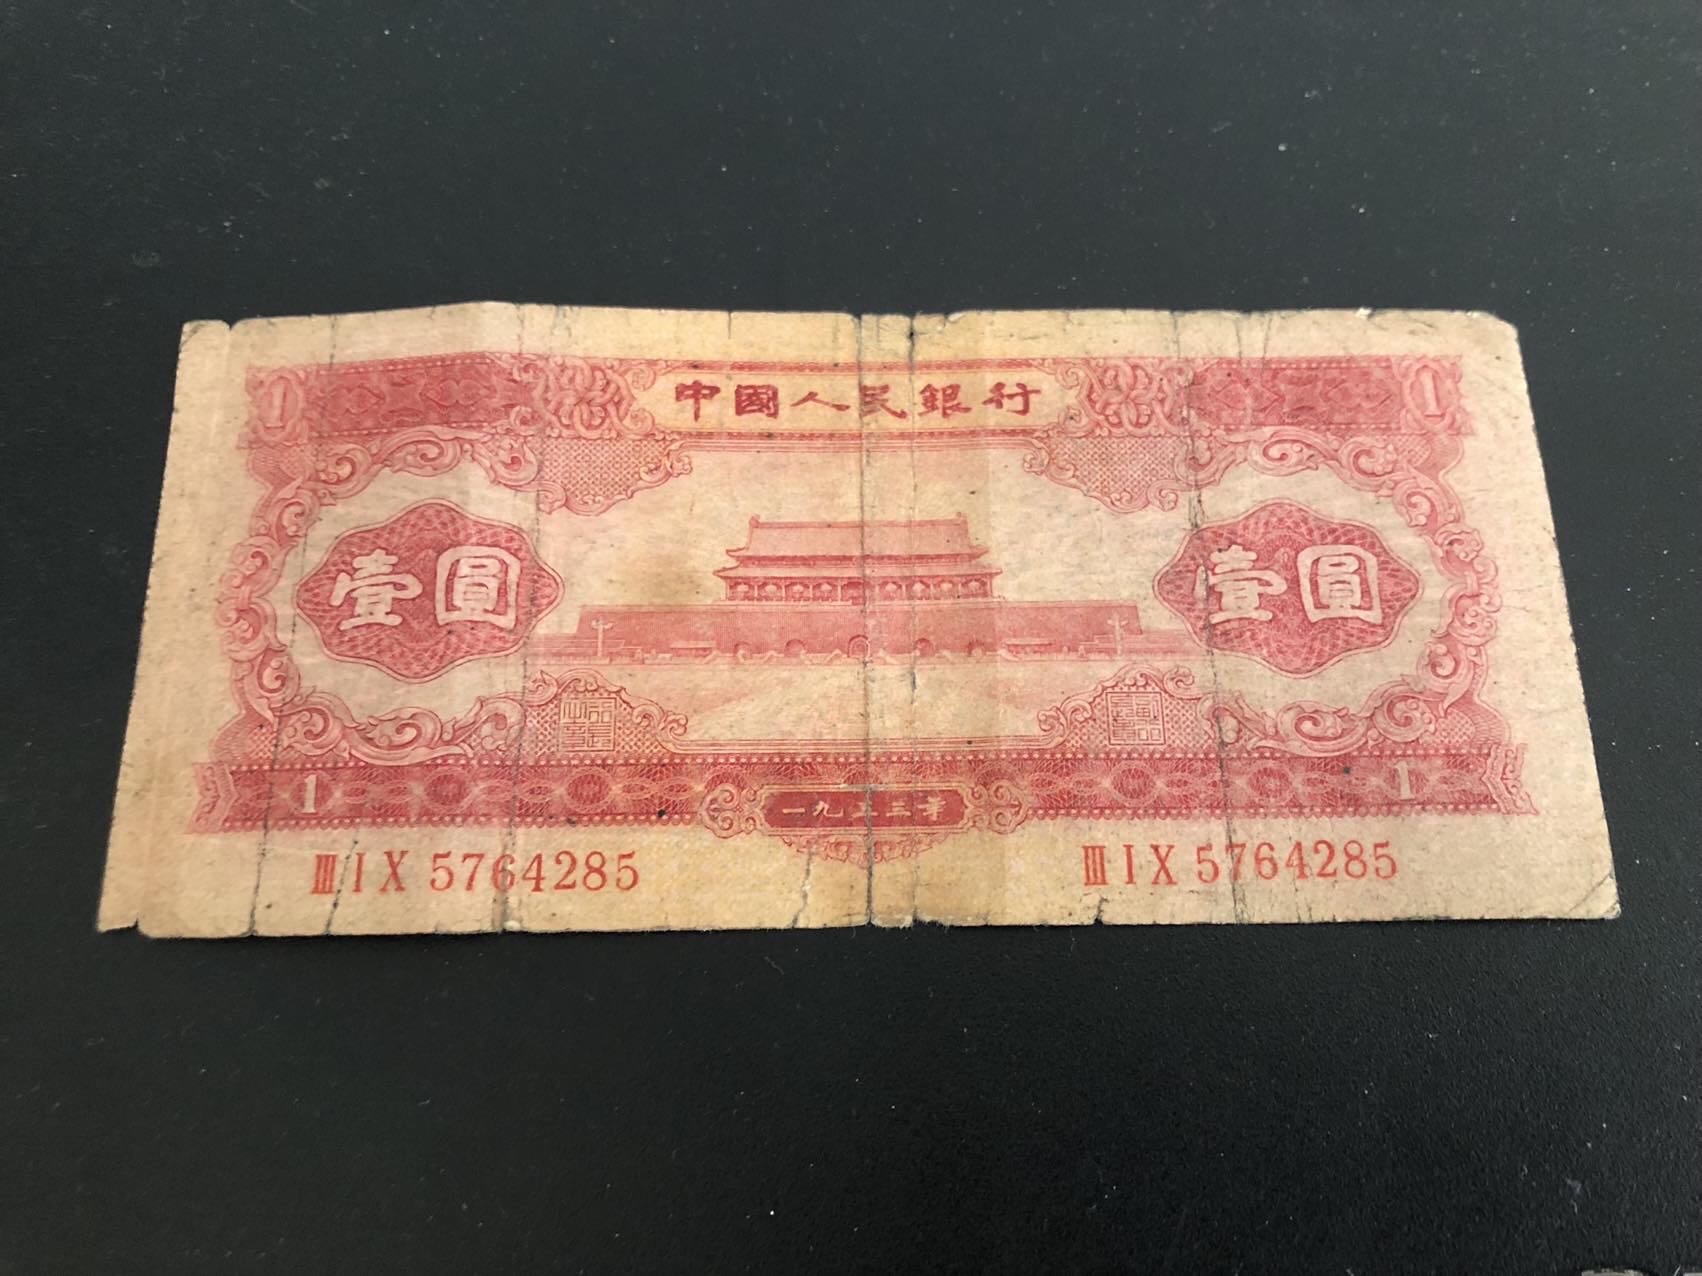 1 中國人民銀行 1
壹圓 壹圓
1 一九五三年 1
ⅢⅠⅩ 5764285 ⅢⅠⅩ 5764285